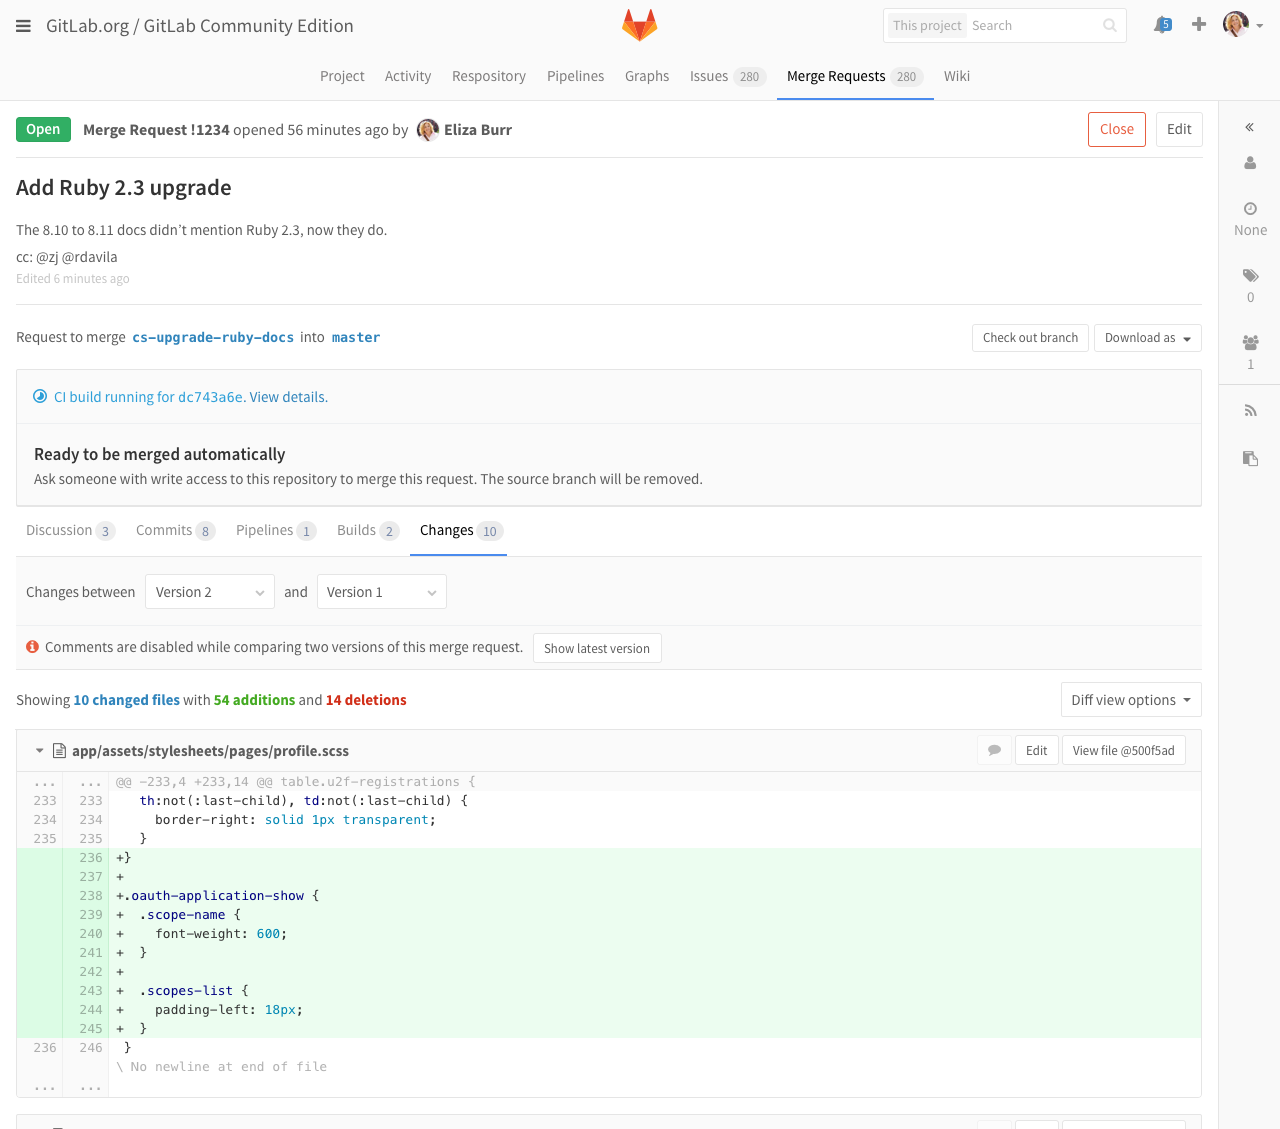 GitLab.org / GitLab Community Edition
This project Search
5
Project Activity Respository Pipelines Graphs Issues 280 Merge Requests 280 Wiki
Open Merge Request !1234 opened 56 minutes ago by Eliza Burr
Close Edit
Add Ruby 2.3 upgrade
The 8.10 to 8.11 docs didn’t mention Ruby 2.3, now they do.
cc: @zj @rdavila
Edited 6 minutes ago
None
0
1
Request to merge cs-upgrade-ruby-docs into master
Check out branch Download as
CI build running for dc743a6e. View details.
Ready to be merged automatically
Ask someone with write access to this repository to merge this request. The source branch will be removed.
Discussion 3 Commits 8 Pipelines 1 Builds 2 Changes 10
Changes between Version 2 and Version 1
Comments are disabled while comparing two versions of this merge request. Show latest version
Showing 10 changed files with 54 additions and 14 deletions
Diff view options
app/assets/stylesheets/pages/profile.scss
Edit View file @500f5ad
... ... @@ -233,4 +233,14 @@ table.u2f-registrations {
233 233 th:not(:last-child), td:not(:last-child) {
234 234 border-right: solid 1px transparent;
235 235 }
236 +}
237 +
238 +.oauth-application-show {
239 + .scope-name {
240 + font-weight: 600;
241 + }
242 +
243 + .scopes-list {
244 + padding-left: 18px;
245 + }
236 246 }
\ No newline at end of file
... ...